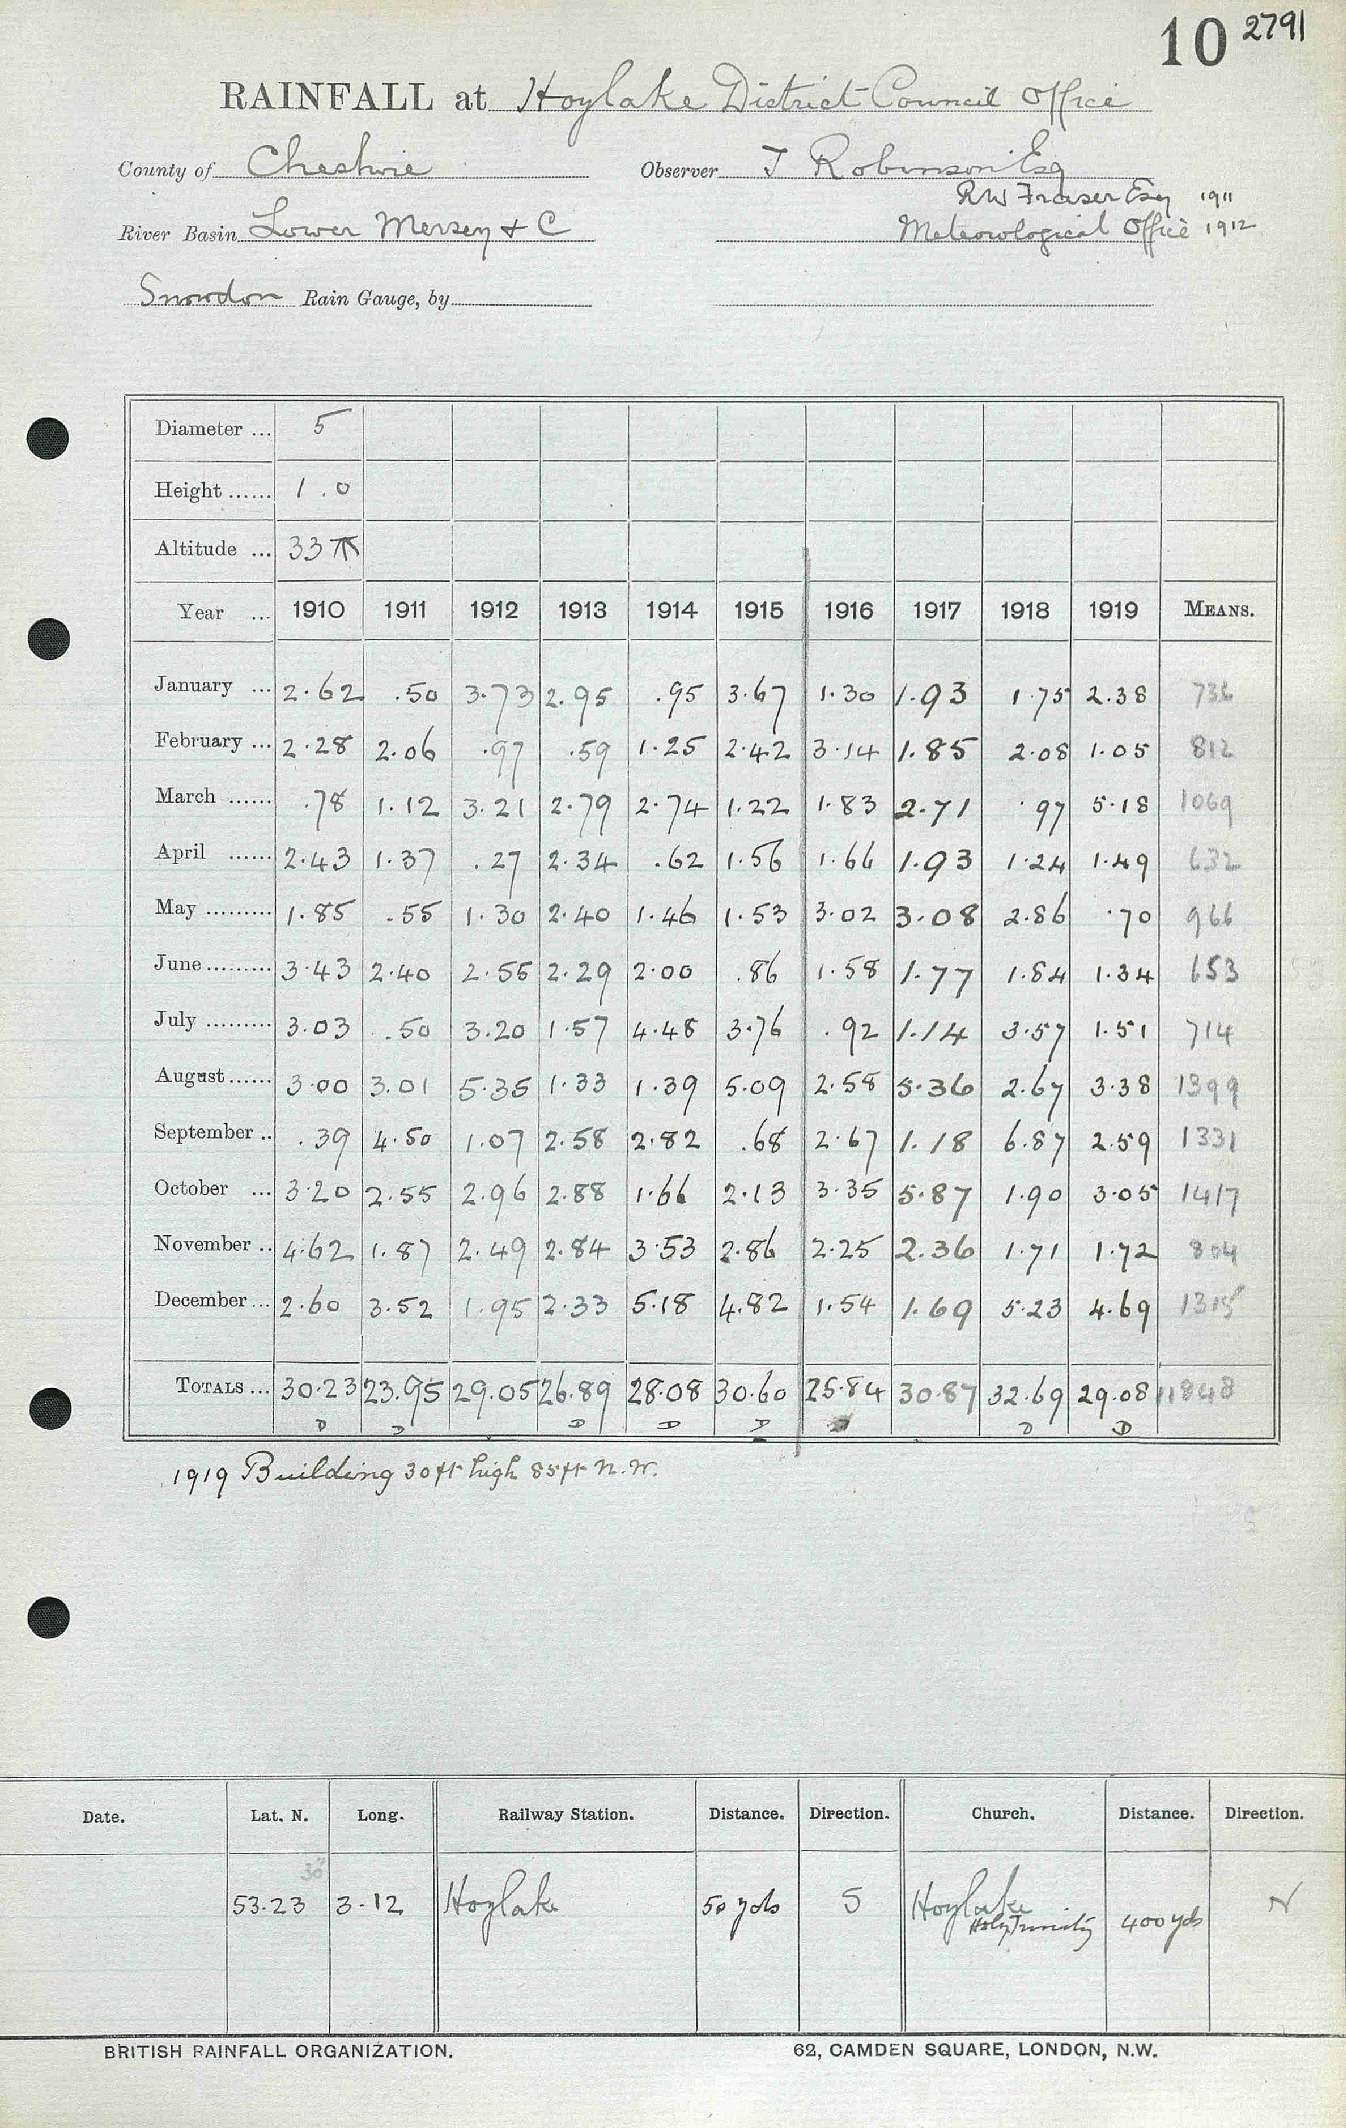 10 2791
RAINFALL at Hoylake District Council Office
County of Cheshire Observer J Robinson Esq
RW Fraser Esq 1911
River Basin Lower Mersey & C Meteorological Office 1912
Snowdon Rain Gauge, by
Diameter ... 5
Height ...... 1.0
Altitude ... 33
Year ... 1910 1911 1912 1913 1914 1915 1916 1917 1918 1919 MEANS.
January ... 2.62 .50 3.73 2.95 .95 3.67 1.30 1.93 1.75 2.38 736
February ... 2.28 2.06 .97 .59 1.25 2.42 3.14 1.85 2.08 1.05 812
March ...... .78 1.12 3.21 2.79 2.74 1.22 1.83 2.71 .97 5.18 1069
April ...... 2.43 1.37 .27 2.34 .62 1.56 1.66 1.93 1.24 1.49 632
May ......... 1.85 .55 1.30 2.40 1.46 1.53 3.02 3.08 2.86 .70 966
June ......... 3.43 2.40 2.55 2.29 2.00 .86 1.58 1.77 1.84 1.34 653
July ......... 3.03 .50 3.20 1.57 4.48 3.76 .92 1.14 3.57 1.51 714
August ...... 3.00 3.01 5.35 1.33 1.39 5.09 2.58 5.36 2.67 3.38 1399
September .. .39 4.50 1.07 2.58 2.82 .68 2.67 1.18 6.87 2.59 1331
October ... 3.20 2.55 2.96 2.88 1.66 2.13 3.35 5.87 1.90 3.05 1417
November .. 4.62 1.87 2.49 2.84 3.53 2.86 2.25 2.36 1.71 1.72 804
December ... 2.60 3.52 1.95 2.33 5.18 4.82 1.54 1.69 5.23 4.69 1315
TOTALS ... 30.23 23.95 29.05 26.89 28.08 30.60 25.84 30.87 32.69 29.08 11848
D D D D D D D
1919 Building 30ft high 85ft N.W.
Date. Lat. N. Long. Railway Station. Distance. Direction. Church. Distance. Direction.
30"
53.23 3.12 Hoylake 50 yds S Hoylake 400 yds N
Holy Trinity
BRITISH RAINFALL ORGANIZATION. 62, CAMDEN SQUARE, LONDON, N.W.